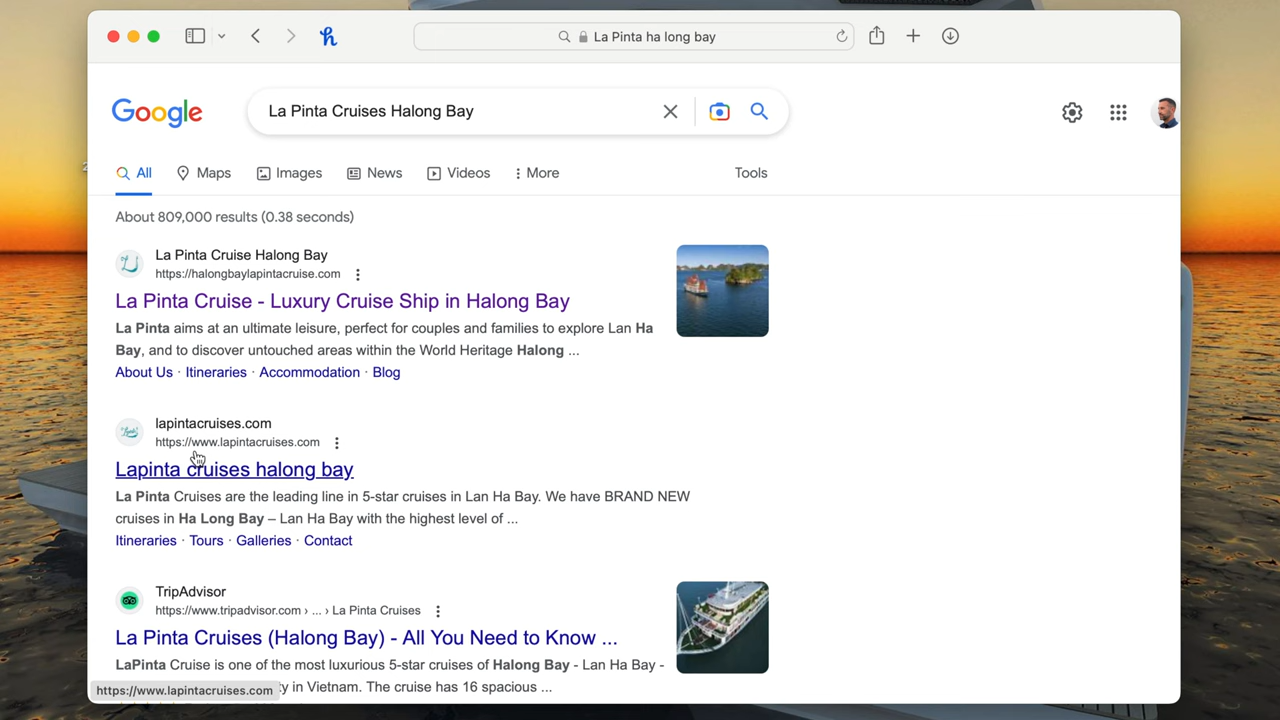 La Pinta ha long bay
Google
La Pinta Cruises Halong Bay
All Maps Images News Videos More Tools
About 809,000 results (0.38 seconds)
La Pinta Cruise Halong Bay
https://halongbaylapintacruise.com
La Pinta Cruise - Luxury Cruise Ship in Halong Bay
La Pinta aims at an ultimate leisure, perfect for couples and families to explore Lan Ha
Bay, and to discover untouched areas within the World Heritage Halong ...
About Us · Itineraries · Accommodation · Blog
lapintacruises.com
https://www.lapintacruises.com
Lapinta cruises halong bay
La Pinta Cruises are the leading line in 5-star cruises in Lan Ha Bay. We have BRAND NEW
cruises in Ha Long Bay – Lan Ha Bay with the highest level of ...
Itineraries · Tours · Galleries · Contact
TripAdvisor
https://www.tripadvisor.com › ... › La Pinta Cruises
La Pinta Cruises (Halong Bay) - All You Need to Know ...
LaPinta Cruise is one of the most luxurious 5-star cruises of Halong Bay - Lan Ha Bay -
in Vietnam. The cruise has 16 spacious ...
https://www.lapintacruises.com